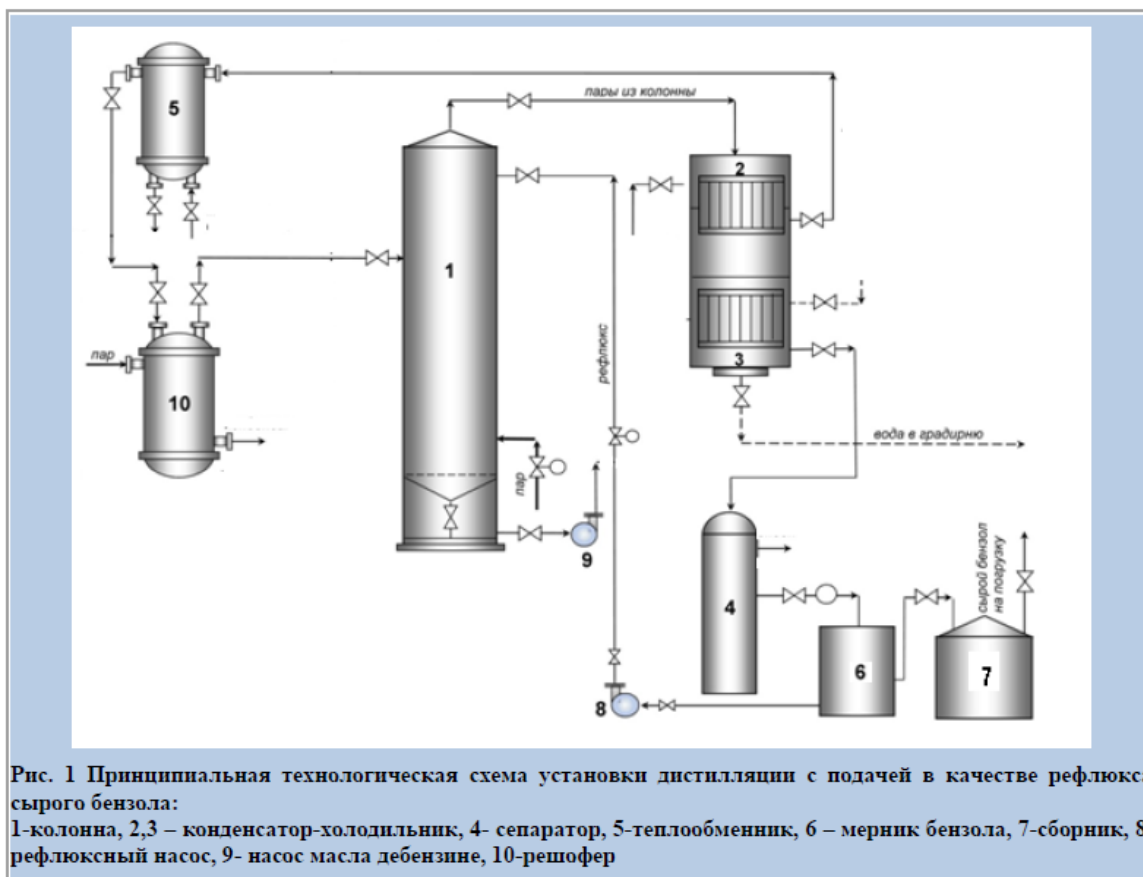 пары из колонны
5
2
1
рефлюкс
пар
10
3
вода в градирню
пар
9
сырой бензол
на погрузку
4
6
7
8
Рис. 1 Принципиальная технологическая схема установки дистилляции с подачей в качестве рефлюкс
сырого бензола:
1-колонна, 2,3 – конденсатор-холодильник, 4- сепаратор, 5-теплообменник, 6 – мерник бензола, 7-сборник, 8
рефлюксный насос, 9- насос масла дебензине, 10-решофер